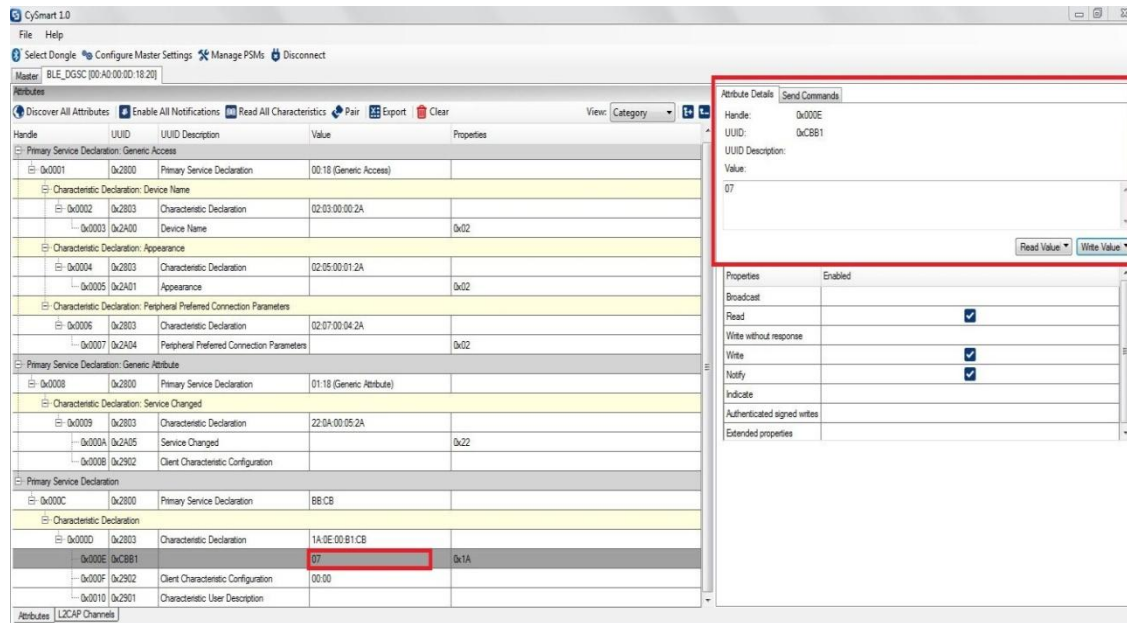 CySmart 1.0
File Help
Select Dongle Configure Master Settings Manage PSMs Disconnect
Master BLE_DGSC [00:A0:00:0D:18:20]
Attributes
Discover All Attributes Enable All Notifications Read All Characteristics Pair Export Clear View: Category
Handle UUID UUID Description Value Properties
Primary Service Declaration: Generic Access
0x0001 0x2800 Primary Service Declaration 00:18 (Generic Access)
Characteristic Declaration: Device Name
0x0002 0x2803 Characteristic Declaration 02:03:00:00:2A
0x0003 0x2A00 Device Name 0x02
Characteristic Declaration: Appearance
0x0004 0x2803 Characteristic Declaration 02:05:00:01:2A
0x0005 0x2A01 Appearance 0x02
Characteristic Declaration: Peripheral Preferred Connection Parameters
0x0006 0x2803 Characteristic Declaration 02:07:00:04:2A
0x0007 0x2A04 Peripheral Preferred Connection Parameters 0x02
Primary Service Declaration: Generic Attribute
0x0008 0x2800 Primary Service Declaration 01:18 (Generic Attribute)
Characteristic Declaration: Service Changed
0x0009 0x2803 Characteristic Declaration 22:0A:00:05:2A
0x000A 0x2A05 Service Changed 0x22
0x000B 0x2902 Client Characteristic Configuration
Primary Service Declaration
0x000C 0x2800 Primary Service Declaration BB:CB
Characteristic Declaration
0x000D 0x2803 Characteristic Declaration 1A:0E:00:B1:CB
0x000E 0xCBB1 07 0x1A
0x000F 0x2902 Client Characteristic Configuration 00:00
0x0010 0x2901 Characteristic User Description
Attributes L2CAP Channels
Attribute Details Send Commands
Handle: 0x000E
UUID: 0xCBB1
UUID Description:
Value:
07
Read Value Write Value
Properties Enabled
Broadcast
Read
Write without response
Write
Notify
Indicate
Authenticated signed writes
Extended properties